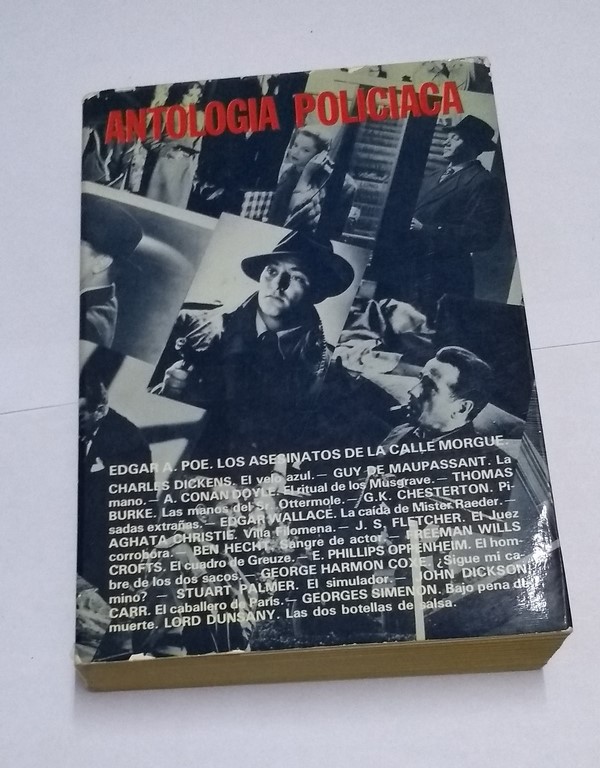 ANTOLOGIA POLICIACA
EDGAR A. POE. LOS ASESINATOS DE LA CALLE MORGUE.
CHARLES DICKENS. El velo azul.— GUY DE MAUPASSANT. La
mano.— A. CONAN DOYLE. El ritual de los Musgrave.— THOMAS
BURKE. Las manos del Sr. Ottermole.— G.K. CHESTERTON. Pi-
sadas extrañas.— EDGAR WALLACE. La caída de Mister Raeder.—
AGHATA CHRISTIE. Villa Filomena.— J. S. FLETCHER. El Juez
corrobora.— BEN HECHT. Sangre de actor.— FREEMAN WILLS
CROFTS. El cuadro de Greuze.— E. PHILLIPS OPPENHEIM. El hom-
bre de los dos sacos.— GEORGE HARMON COXE. ¿Sigue mi ca-
mino? — STUART PALMER. El simulador.— JOHN DICKSON
CARR. El caballero de París.— GEORGES SIMENON. Bajo pena de
muerte. LORD DUNSANY. Las dos botellas de salsa.